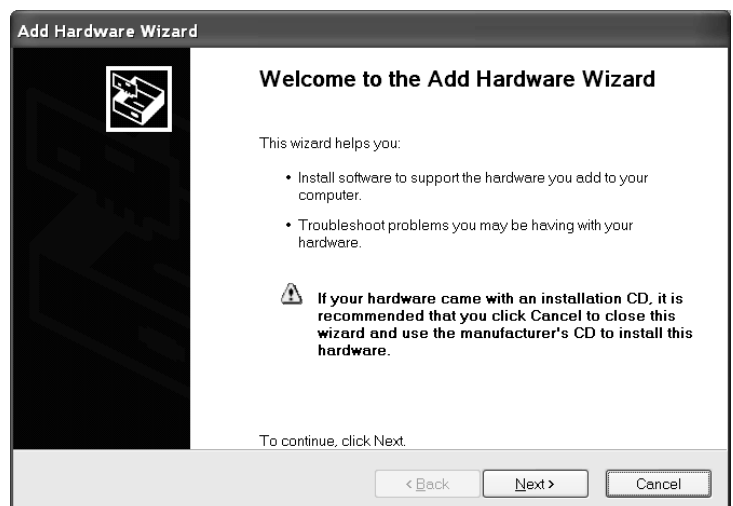 Add Hardware Wizard
Welcome to the Add Hardware Wizard
This wizard helps you:
• Install software to support the hardware you add to your
computer.
• Troubleshoot problems you may be having with your
hardware.
If your hardware came with an installation CD, it is
recommended that you click Cancel to close this
wizard and use the manufacturer's CD to install this
hardware.
To continue, click Next.
< Back Next > Cancel